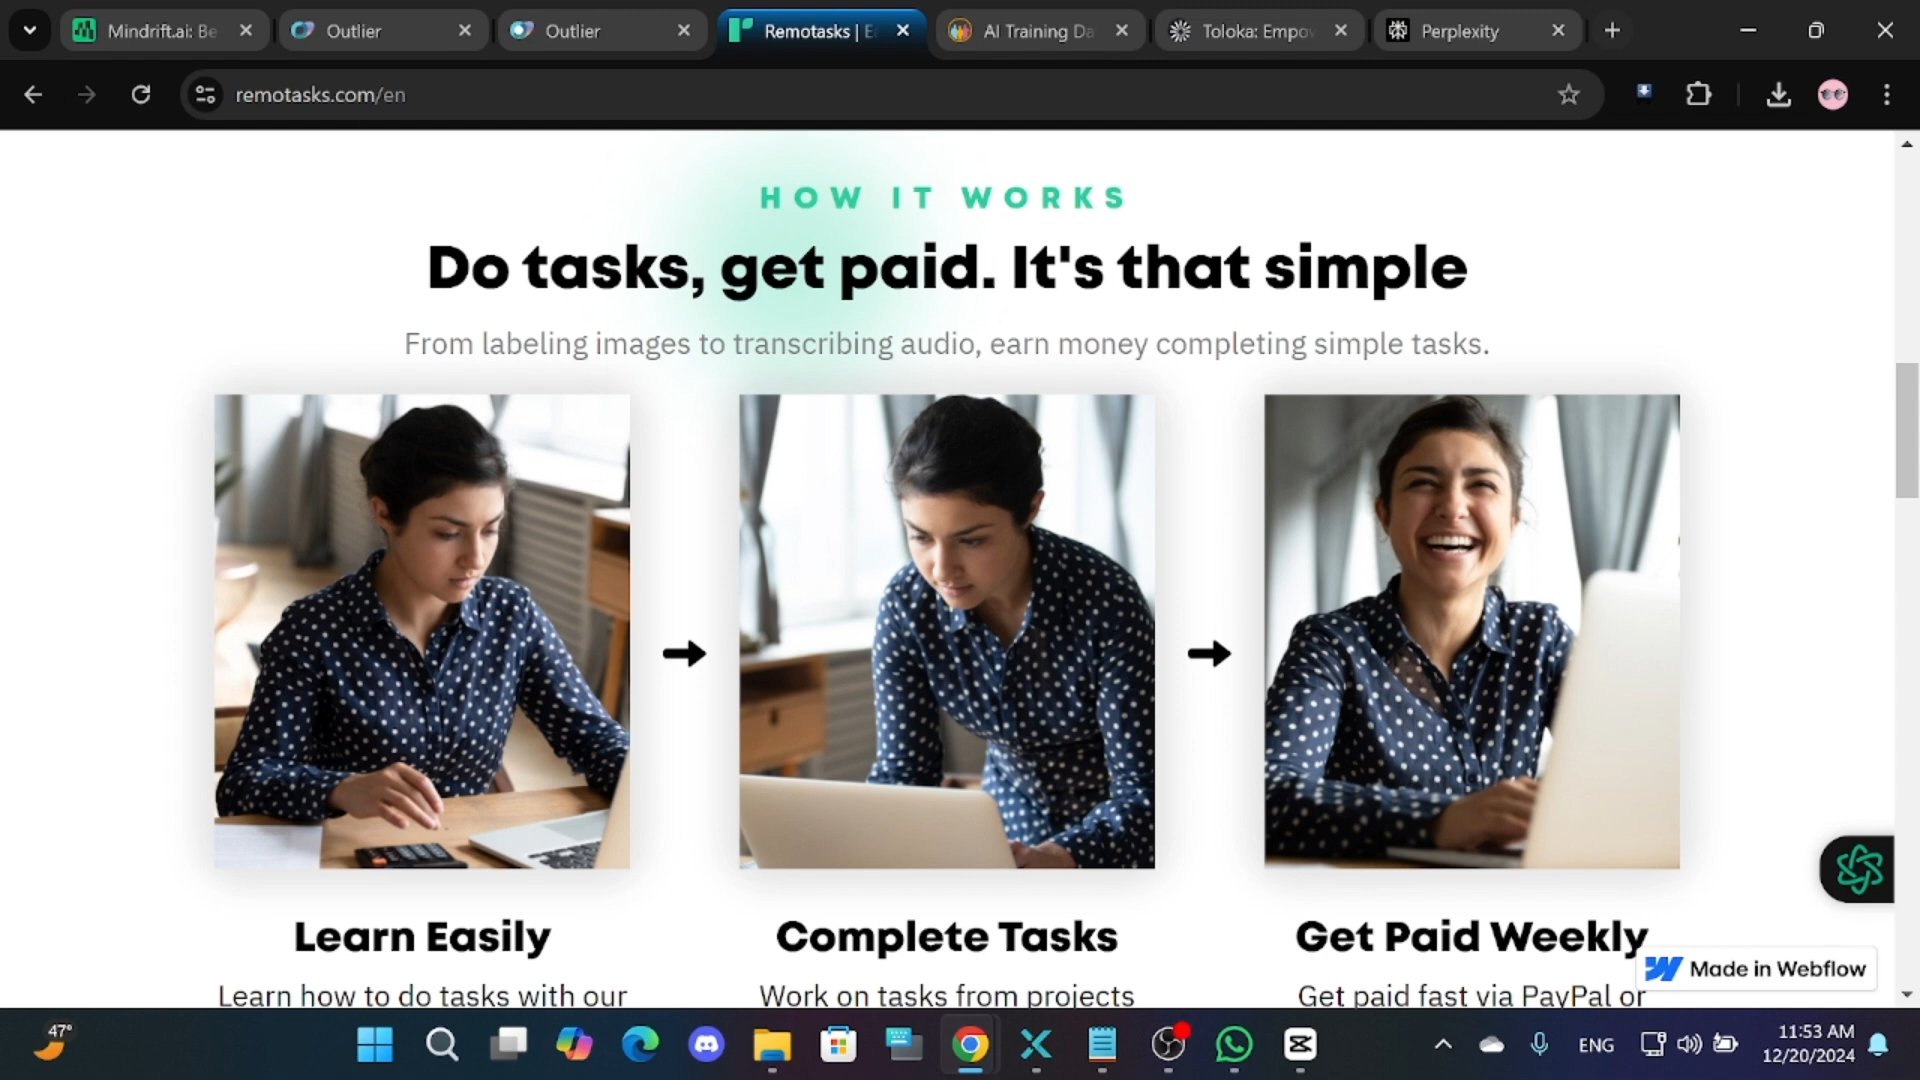 Mindrift.ai: Be
Outlier
Outlier
Remotasks | E
AI Training Da
Toloka: Empov
Perplexity
remotasks.com/en
HOW IT WORKS
Do tasks, get paid. It's that simple
From labeling images to transcribing audio, earn money completing simple tasks.
Learn Easily
Complete Tasks
Get Paid Weekly
Learn how to do tasks with our
Work on tasks from projects
Get paid fast via PayPal or
Made in Webflow
47°
ENG
11:53 AM
12/20/2024